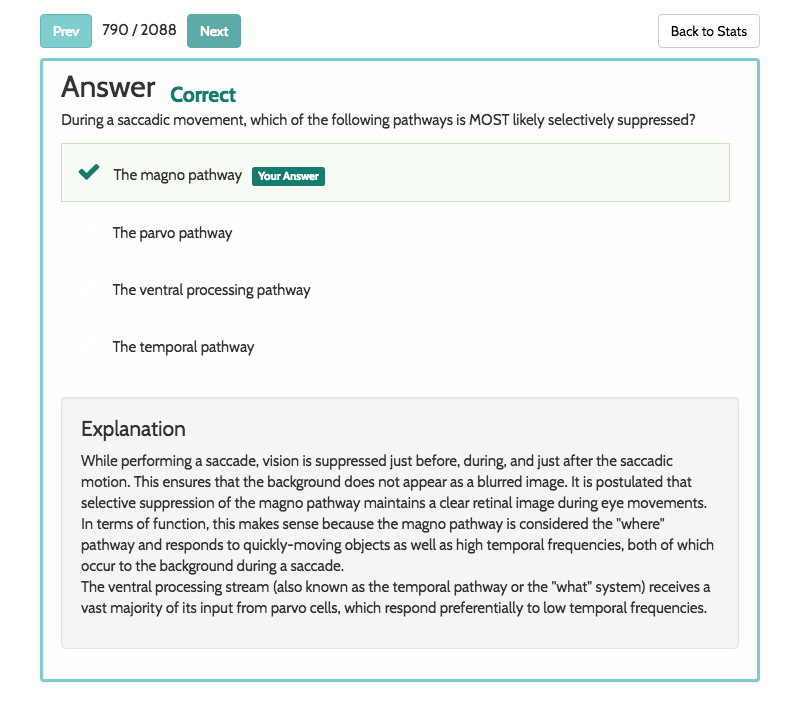 Prev 790 / 2088 Next Back to Stats
Answer Correct
During a saccadic movement, which of the following pathways is MOST likely selectively suppressed?
The magno pathway Your Answer
The parvo pathway
The ventral processing pathway
The temporal pathway
Explanation
While performing a saccade, vision is suppressed just before, during, and just after the saccadic
motion. This ensures that the background does not appear as a blurred image. It is postulated that
selective suppression of the magno pathway maintains a clear retinal image during eye movements.
In terms of function, this makes sense because the magno pathway is considered the "where"
pathway and responds to quickly-moving objects as well as high temporal frequencies, both of which
occur to the background during a saccade.
The ventral processing stream (also known as the temporal pathway or the "what" system) receives a
vast majority of its input from parvo cells, which respond preferentially to low temporal frequencies.